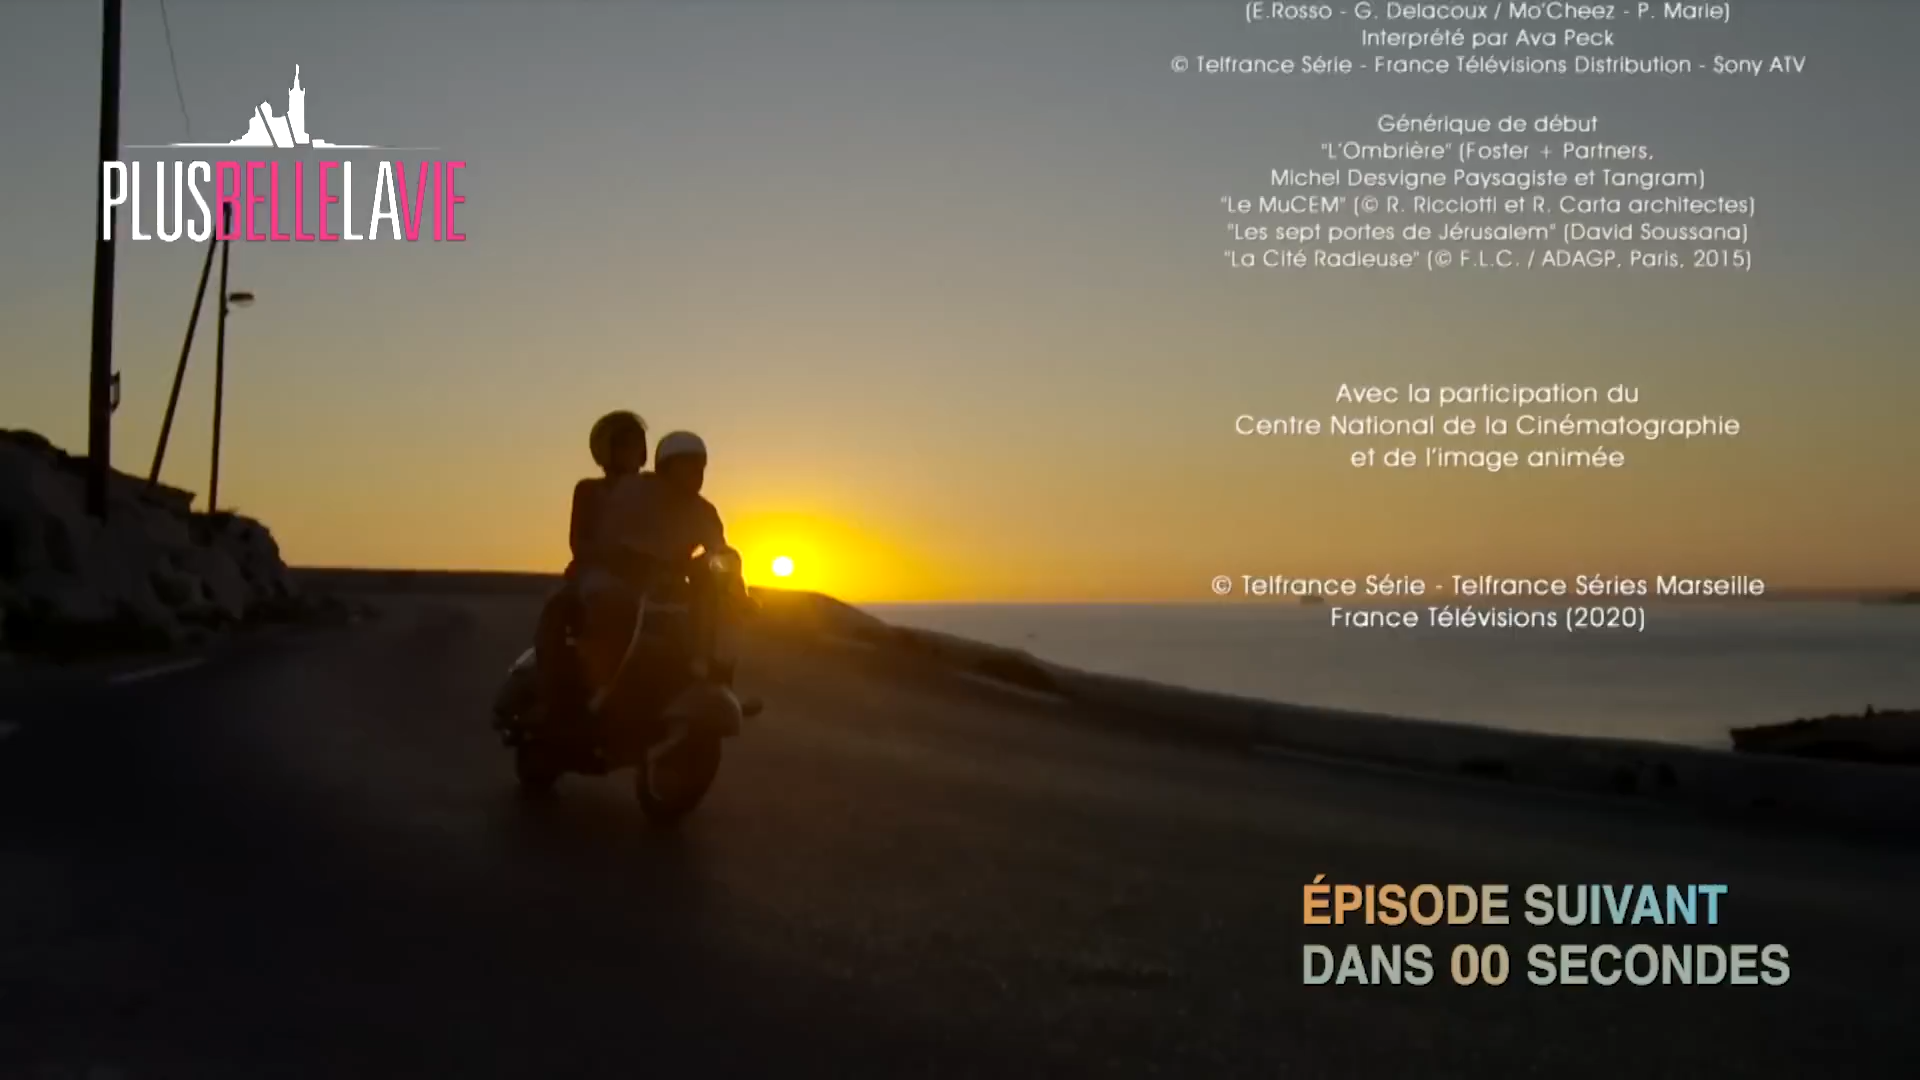 (E.Rosso - G. Delacoux / Mo'Cheez - P. Marie)
Interprété par Ava Peck
© Telfrance Série - France Télévisions Distribution - Sony ATV
Générique de début
"L'Ombrière" (Foster + Partners,
Michel Desvigne Paysagiste et Tangram)
"Le MuCEM" (© R. Ricciotti et R. Carta architectes)
"Les sept portes de Jérusalem" (David Soussana)
"La Cité Radieuse" (© F.L.C. / ADAGP, Paris, 2015)
PLUSBELLELAVIE
Avec la participation du
Centre National de la Cinématographie
et de l'image animée
© Telfrance Série - Telfrance Séries Marseille
France Télévisions (2020)
ÉPISODE SUIVANT
DANS 00 SECONDES